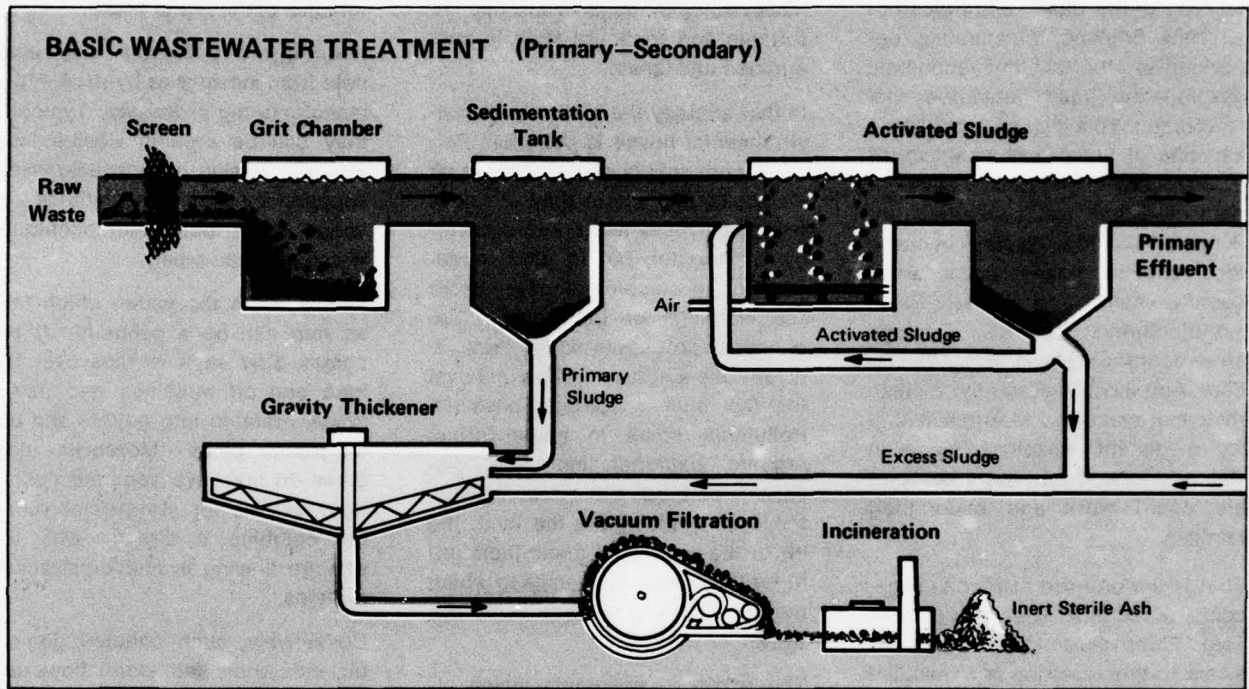 BASIC WASTEWATER TREATMENT (Primary—Secondary)
Screen
Grit Chamber
Sedimentation
Tank
Activated Sludge
Raw
Waste
Primary
Effluent
Air
Activated Sludge
Primary
Sludge
Gravity Thickener
Excess Sludge
Vacuum Filtration
Incineration
Inert Sterile Ash